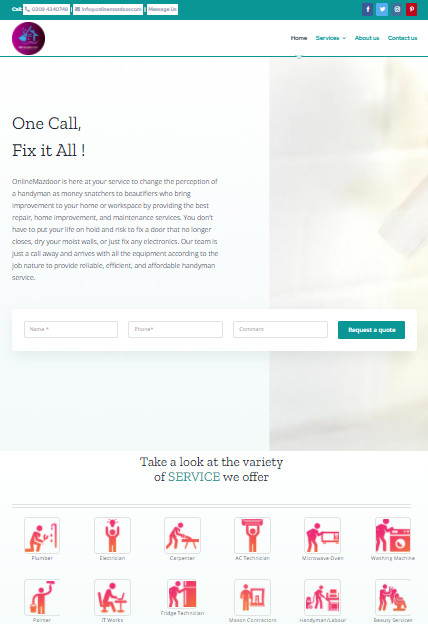 Call: 0309 4340748 | info@onlinemazdoor.com | Message Us
Home Services About us Contact us
One Call,
Fix it All !
OnlineMazdoor is here at your service to change the perception of
a handyman as money snatchers to beautifiers who bring
improvement to your home or workspace by providing the best
repair, home improvement, and maintenance services. You don't
have to put your life on hold and risk to fix a door that no longer
closes, dry your moist walls, or just fix any electronics. Our team is
just a call away and arrives with all the equipment according to the
job nature to provide reliable, efficient, and affordable handyman
service.
Name * Phone* Comment Request a quote
Take a look at the variety
of SERVICE we offer
Plumber Electrician Carpenter AC Technician Microwave Oven Washing Machine
Painter IT Works Fridge Technician Mason Contractors Handyman/Labour Beauty Services